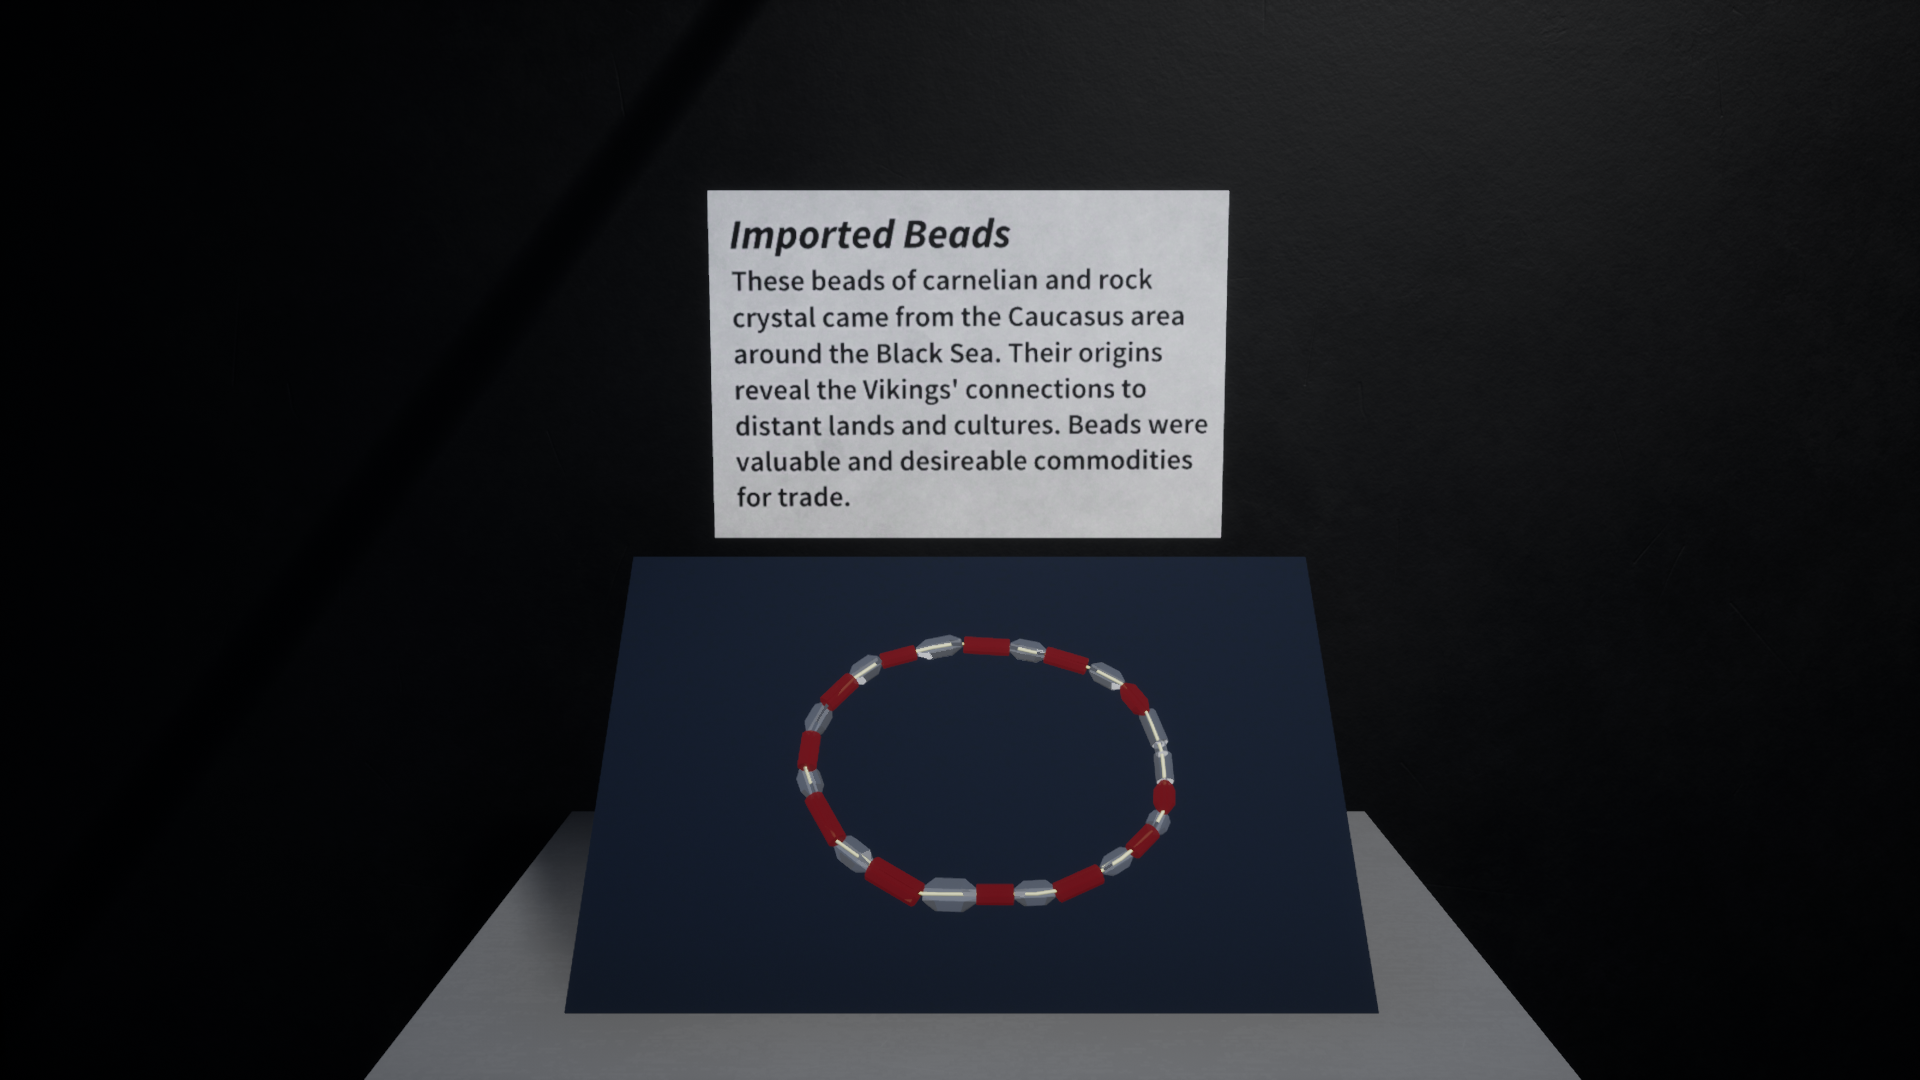 Imported Beads
These beads of carnelian and rock
crystal came from the Caucasus area
around the Black Sea. Their origins
reveal the Vikings' connections to
distant lands and cultures. Beads were
valuable and desireable commodities
for trade.